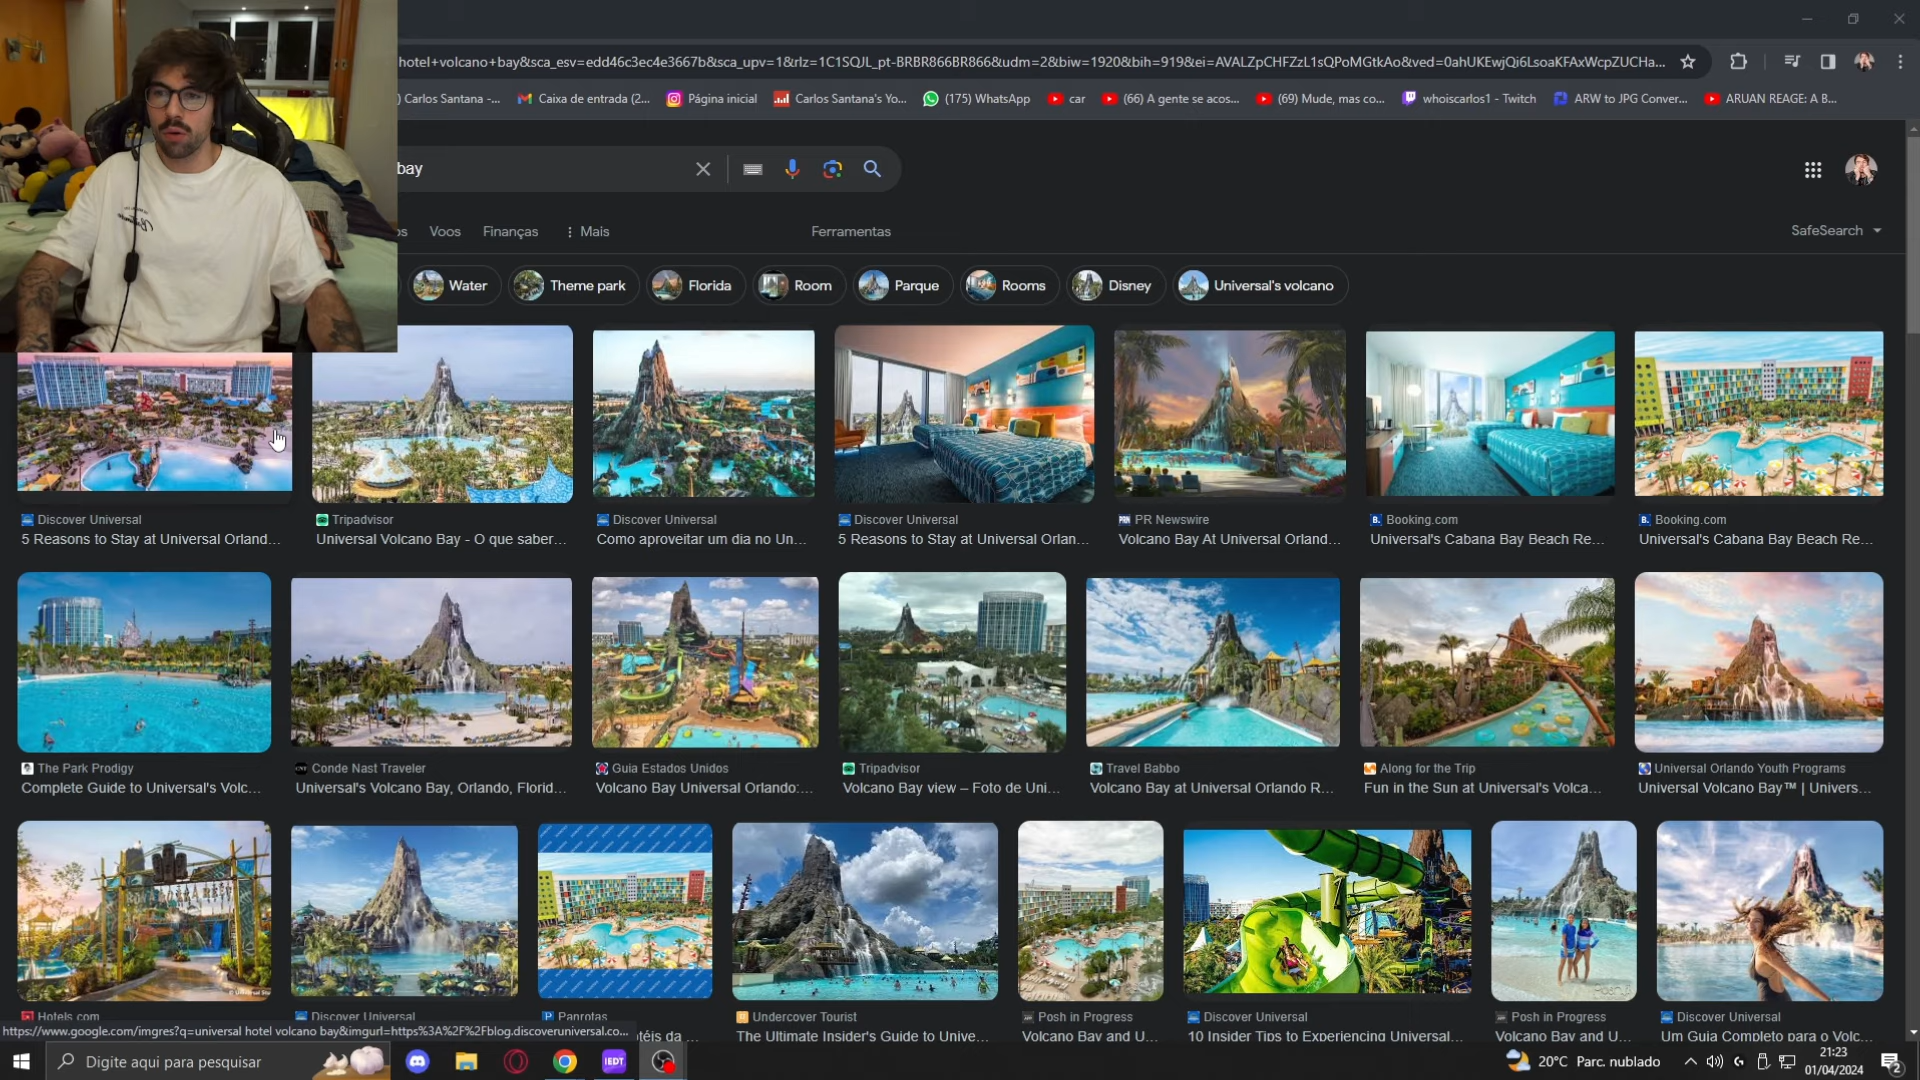 hotel+volcano+bay&sca_esv=edd46c3ec4e3667b&sca_upv=1&rlz=1C1SQJL_pt-BRBR866BR866&udm=2&biw=1920&bih=919&ei=AVALZpCHFZzL1sQPoMGtkAo&ved=0ahUKEwjQi6LsoaKFAxWcpZUCHa...
) Carlos Santana -... Caixa de entrada (2... Página inicial Carlos Santana's Yo... (175) WhatsApp car (66) A gente se acos... (69) Mude, mas co... whoiscarlos1 - Twitch ARW to JPG Conver... ARUAN REAGE: A B...
bay
os Voos Finanças Mais Ferramentas SafeSearch
Water Theme park Florida Room Parque Rooms Disney Universal's volcano
Discover Universal Tripadvisor Discover Universal Discover Universal PR Newswire Booking.com Booking.com
5 Reasons to Stay at Universal Orland... Universal Volcano Bay - O que saber... Como aproveitar um dia no Un... 5 Reasons to Stay at Universal Orlan... Volcano Bay At Universal Orland... Universal's Cabana Bay Beach Re... Universal's Cabana Bay Beach Re...
The Park Prodigy Conde Nast Traveler Guia Estados Unidos Tripadvisor Travel Babbo Along for the Trip Universal Orlando Youth Programs
Complete Guide to Universal's Volc... Universal's Volcano Bay, Orlando, Florid... Volcano Bay Universal Orlando:... Volcano Bay view – Foto de Uni... Volcano Bay at Universal Orlando R... Fun in the Sun at Universal's Volca... Universal Volcano Bay™ | Univers...
Hotels.com Discover Universal Panrotas Undercover Tourist Posh in Progress Discover Universal Posh in Progress Discover Universal
https://www.google.com/imgres?q=universal hotel volcano bay&imgurl=https%3A%2F%2Fblog.discoveruniversal.co... téis da The Ultimate Insider's Guide to Unive... Volcano Bay and U... 10 Insider Tips to Experiencing Universal... Volcano Bay and U... Um Guia Completo para o Volc...
Digite aqui para pesquisar IEDT 20°C Parc. nublado 21:23
01/04/2024 2